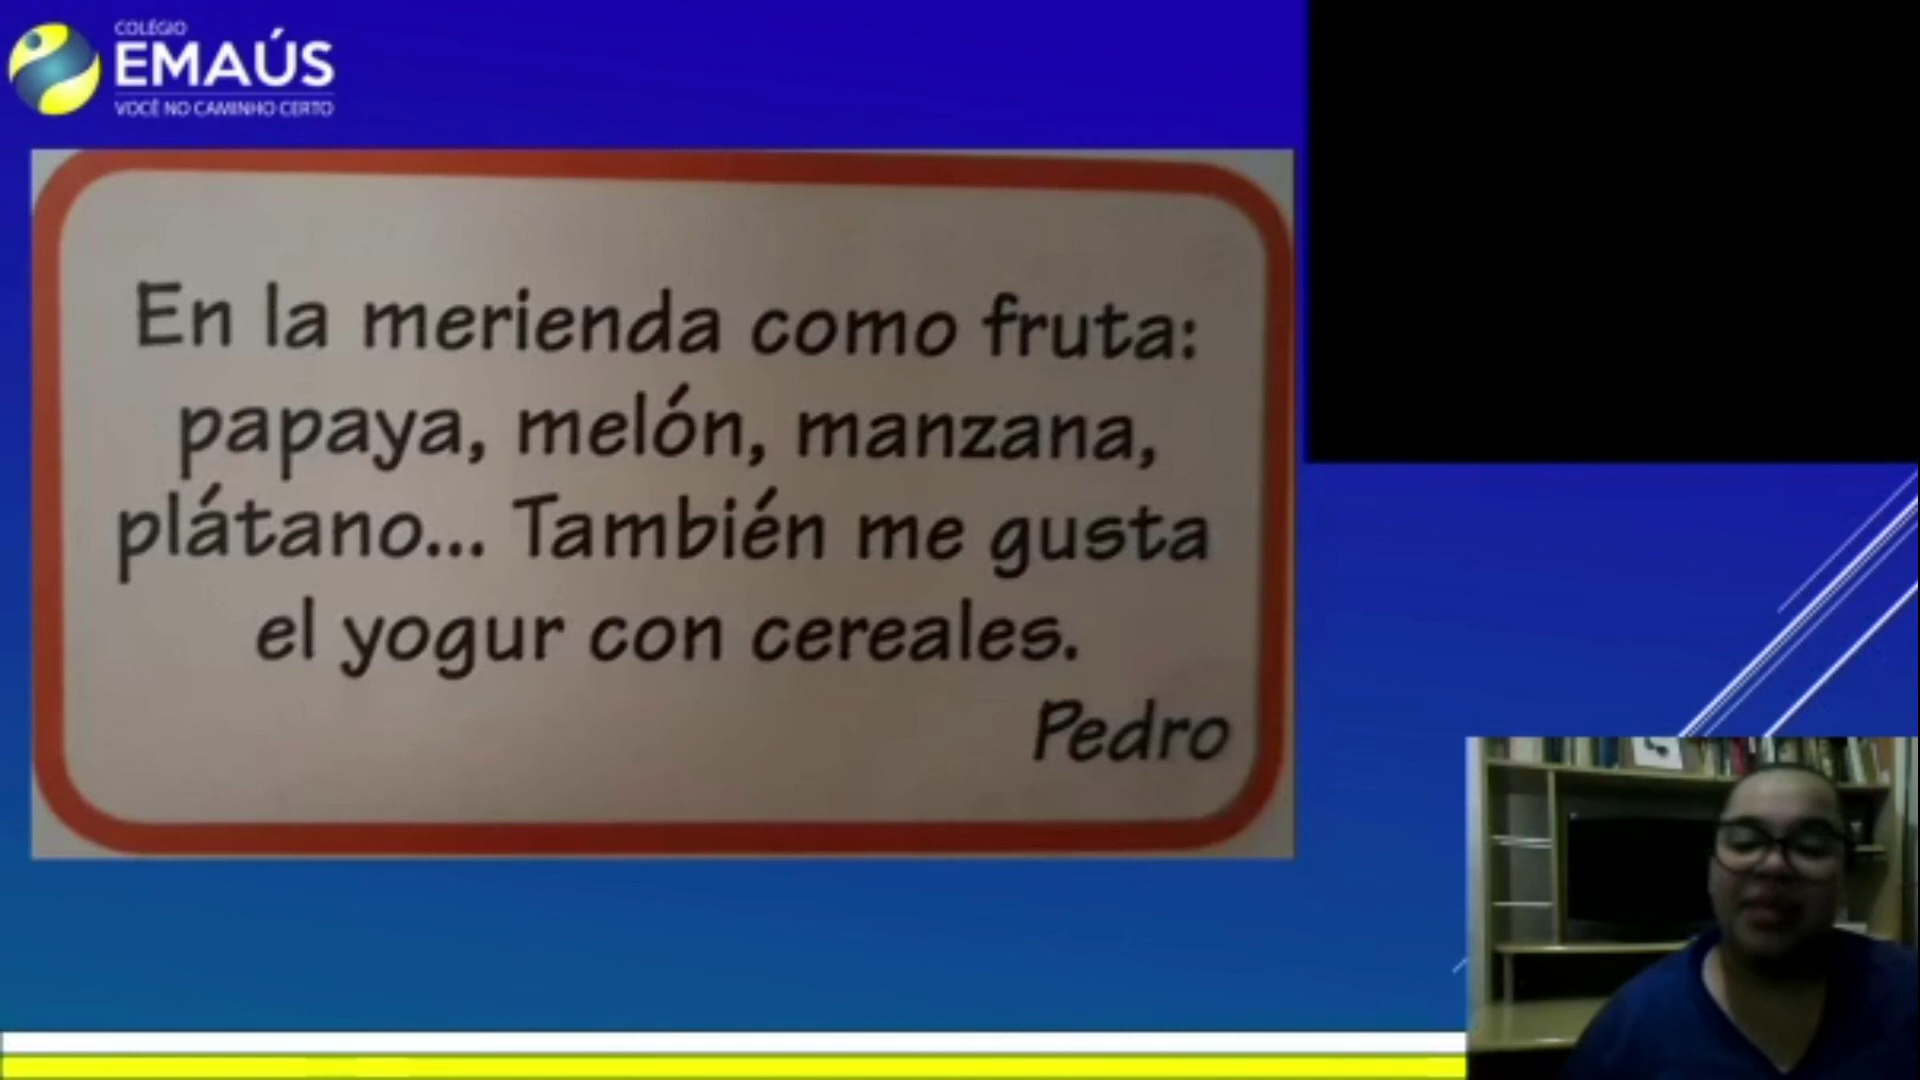 COLÉGIO
EMAÚS
VOCÊ NO CAMINHO CERTO
En la merienda como fruta:
papaya, melón, manzana,
plátano... También me gusta
el yogur con cereales.
Pedro